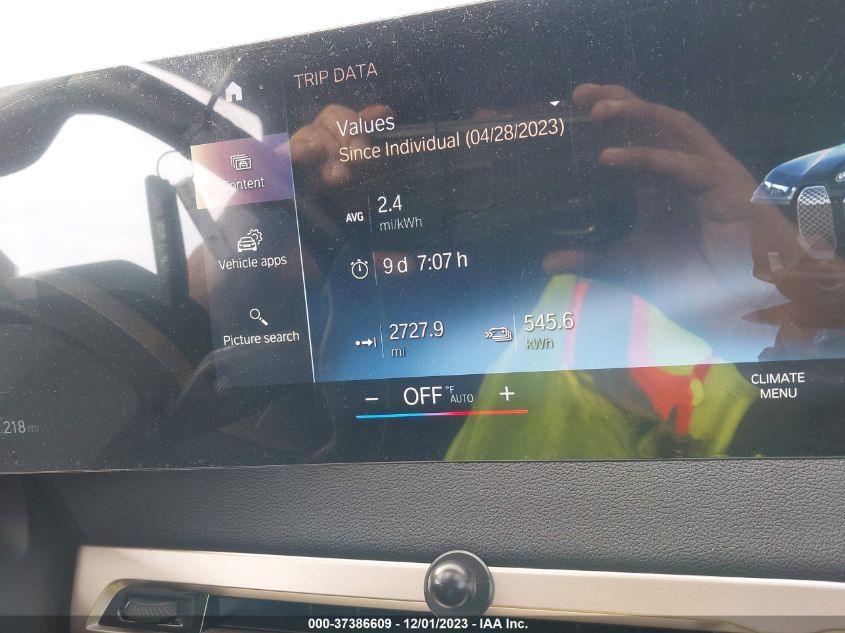 TRIP DATA
Values
Since Individual (04/28/2023)
Content
AVG 2.4
mi/kWh
Vehicle apps
9 d 7:07 h
Picture search
2727.9
mi
545.6
kWh
218 mi
− OFF °F AUTO +
CLIMATE
MENU
000-37386609 - 12/01/2023 - IAA Inc.